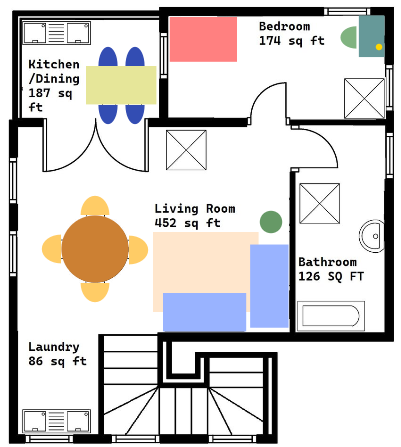 Bedroom
174 sq ft
Kitchen
/Dining
187 sq
ft
Living Room
452 sq ft
Bathroom
126 SQ FT
Laundry
86 sq ft